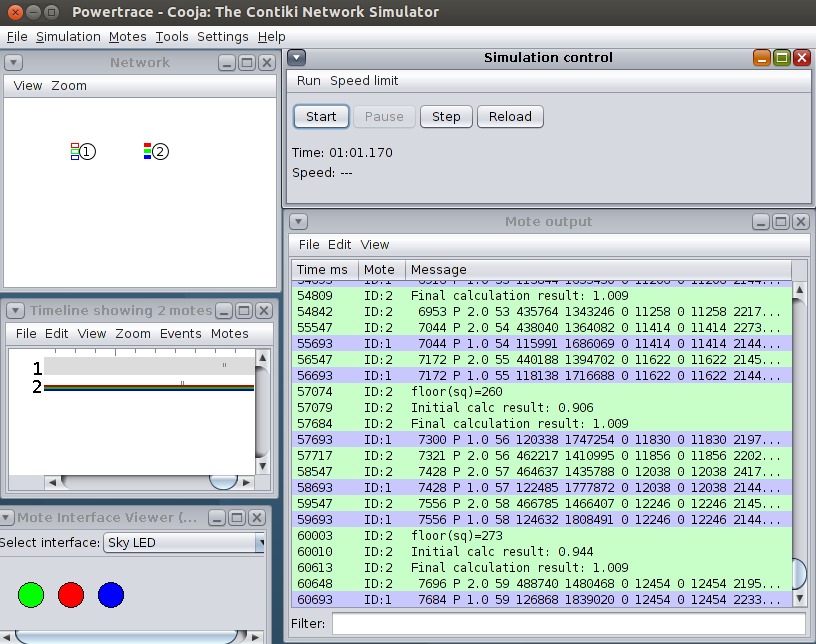 Powertrace - Cooja: The Contiki Network Simulator
File Simulation Motes Tools Settings Help
Network
View Zoom
1 2
Simulation control
Run Speed limit
Start Pause Step Reload
Time: 01:01.170
Speed: ---
Timeline showing 2 motes
File Edit View Zoom Events Motes
1
2
Mote Interface Viewer (...
Select interface: Sky LED
Mote output
File Edit View
Time ms Mote Message
54809 ID:2 Final calculation result: 1.009
54842 ID:2 6953 P 2.0 53 435764 1343246 0 11258 0 11258 2217...
55547 ID:2 7044 P 2.0 54 438040 1364082 0 11414 0 11414 2273...
55693 ID:1 7044 P 1.0 54 115991 1686069 0 11414 0 11414 2144...
56547 ID:2 7172 P 2.0 55 440188 1394702 0 11622 0 11622 2145...
56693 ID:1 7172 P 1.0 55 118138 1716688 0 11622 0 11622 2144...
57074 ID:2 floor(sq)=260
57079 ID:2 Initial calc result: 0.906
57684 ID:2 Final calculation result: 1.009
57693 ID:1 7300 P 1.0 56 120338 1747254 0 11830 0 11830 2197...
57717 ID:2 7321 P 2.0 56 462217 1410995 0 11856 0 11856 2202...
58547 ID:2 7428 P 2.0 57 464637 1435788 0 12038 0 12038 2417...
58693 ID:1 7428 P 1.0 57 122485 1777872 0 12038 0 12038 2144...
59547 ID:2 7556 P 2.0 58 466785 1466407 0 12246 0 12246 2145...
59693 ID:1 7556 P 1.0 58 124632 1808491 0 12246 0 12246 2144...
60003 ID:2 floor(sq)=273
60010 ID:2 Initial calc result: 0.944
60613 ID:2 Final calculation result: 1.009
60648 ID:2 7696 P 2.0 59 488740 1480468 0 12454 0 12454 2195...
60693 ID:1 7684 P 1.0 59 126868 1839020 0 12454 0 12454 2233...
Filter: